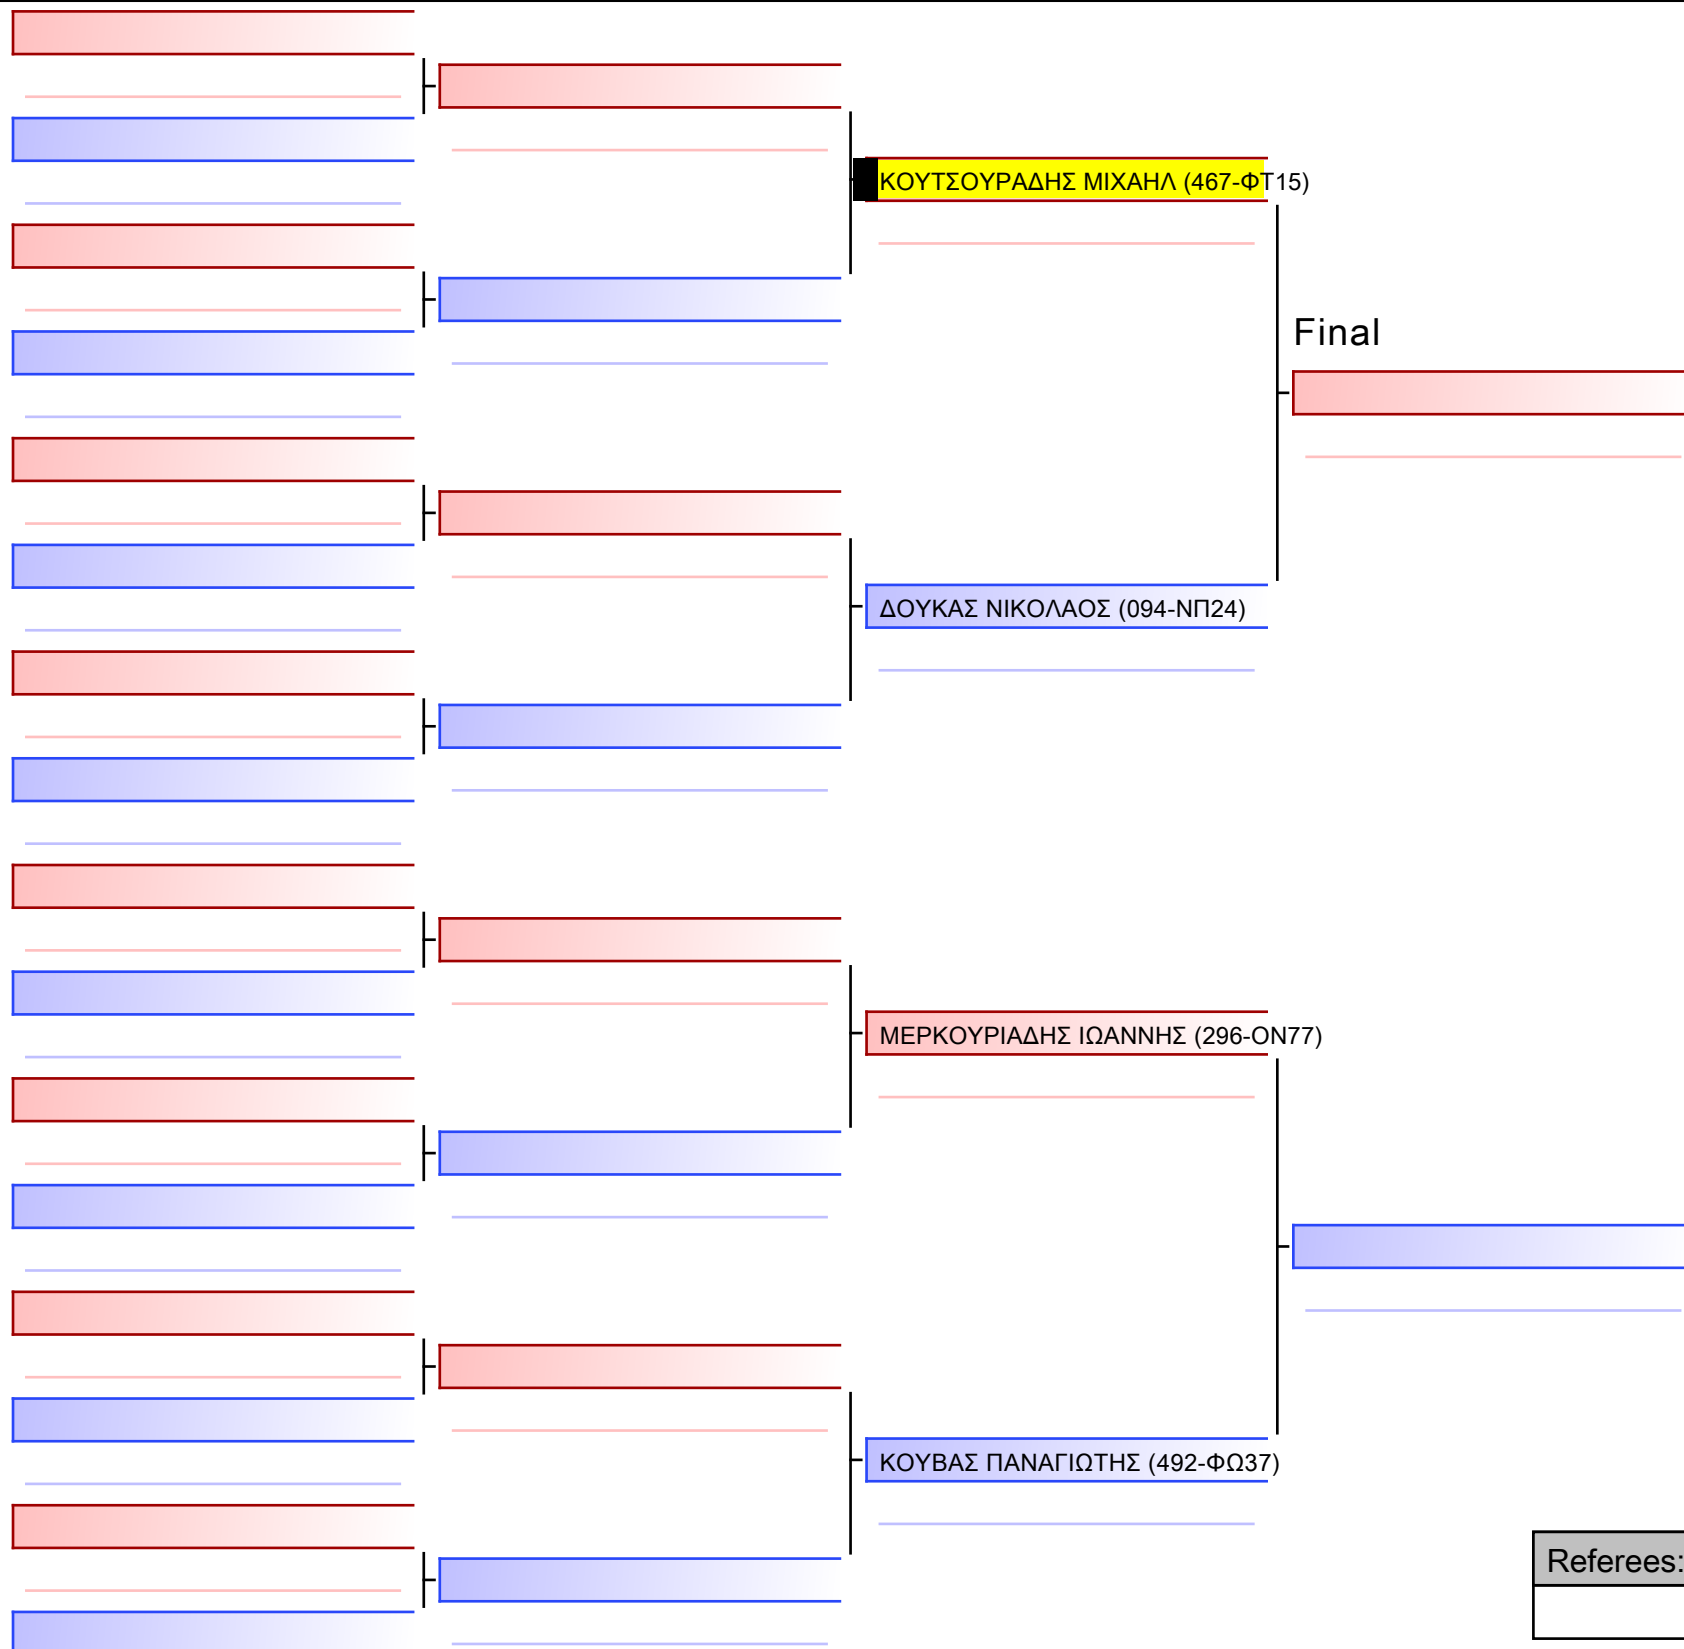 ΚΟΥΤΣΟΥΡΑΔΗΣ ΜΙΧΑΗΛ (467-ΦΤ15)
Final
ΔΟΥΚΑΣ ΝΙΚΟΛΑΟΣ (094-ΝΠ24)
ΜΕΡΚΟΥΡΙΑΔΗΣ ΙΩΑΝΝΗΣ (296-ΟΝ77)
ΚΟΥΒΑΣ ΠΑΝΑΓΙΩΤΗΣ (492-ΦΩ37)
Referees: